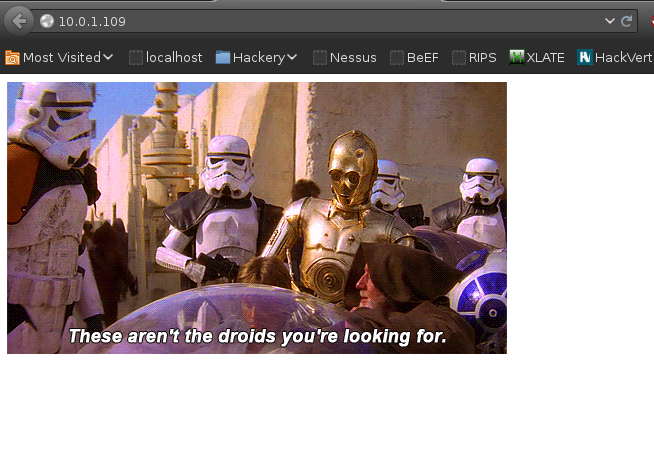 10.0.1.109
Most Visited localhost Hackery Nessus BeEF RIPS XLATE HackVert
These aren't the droids you're looking for.